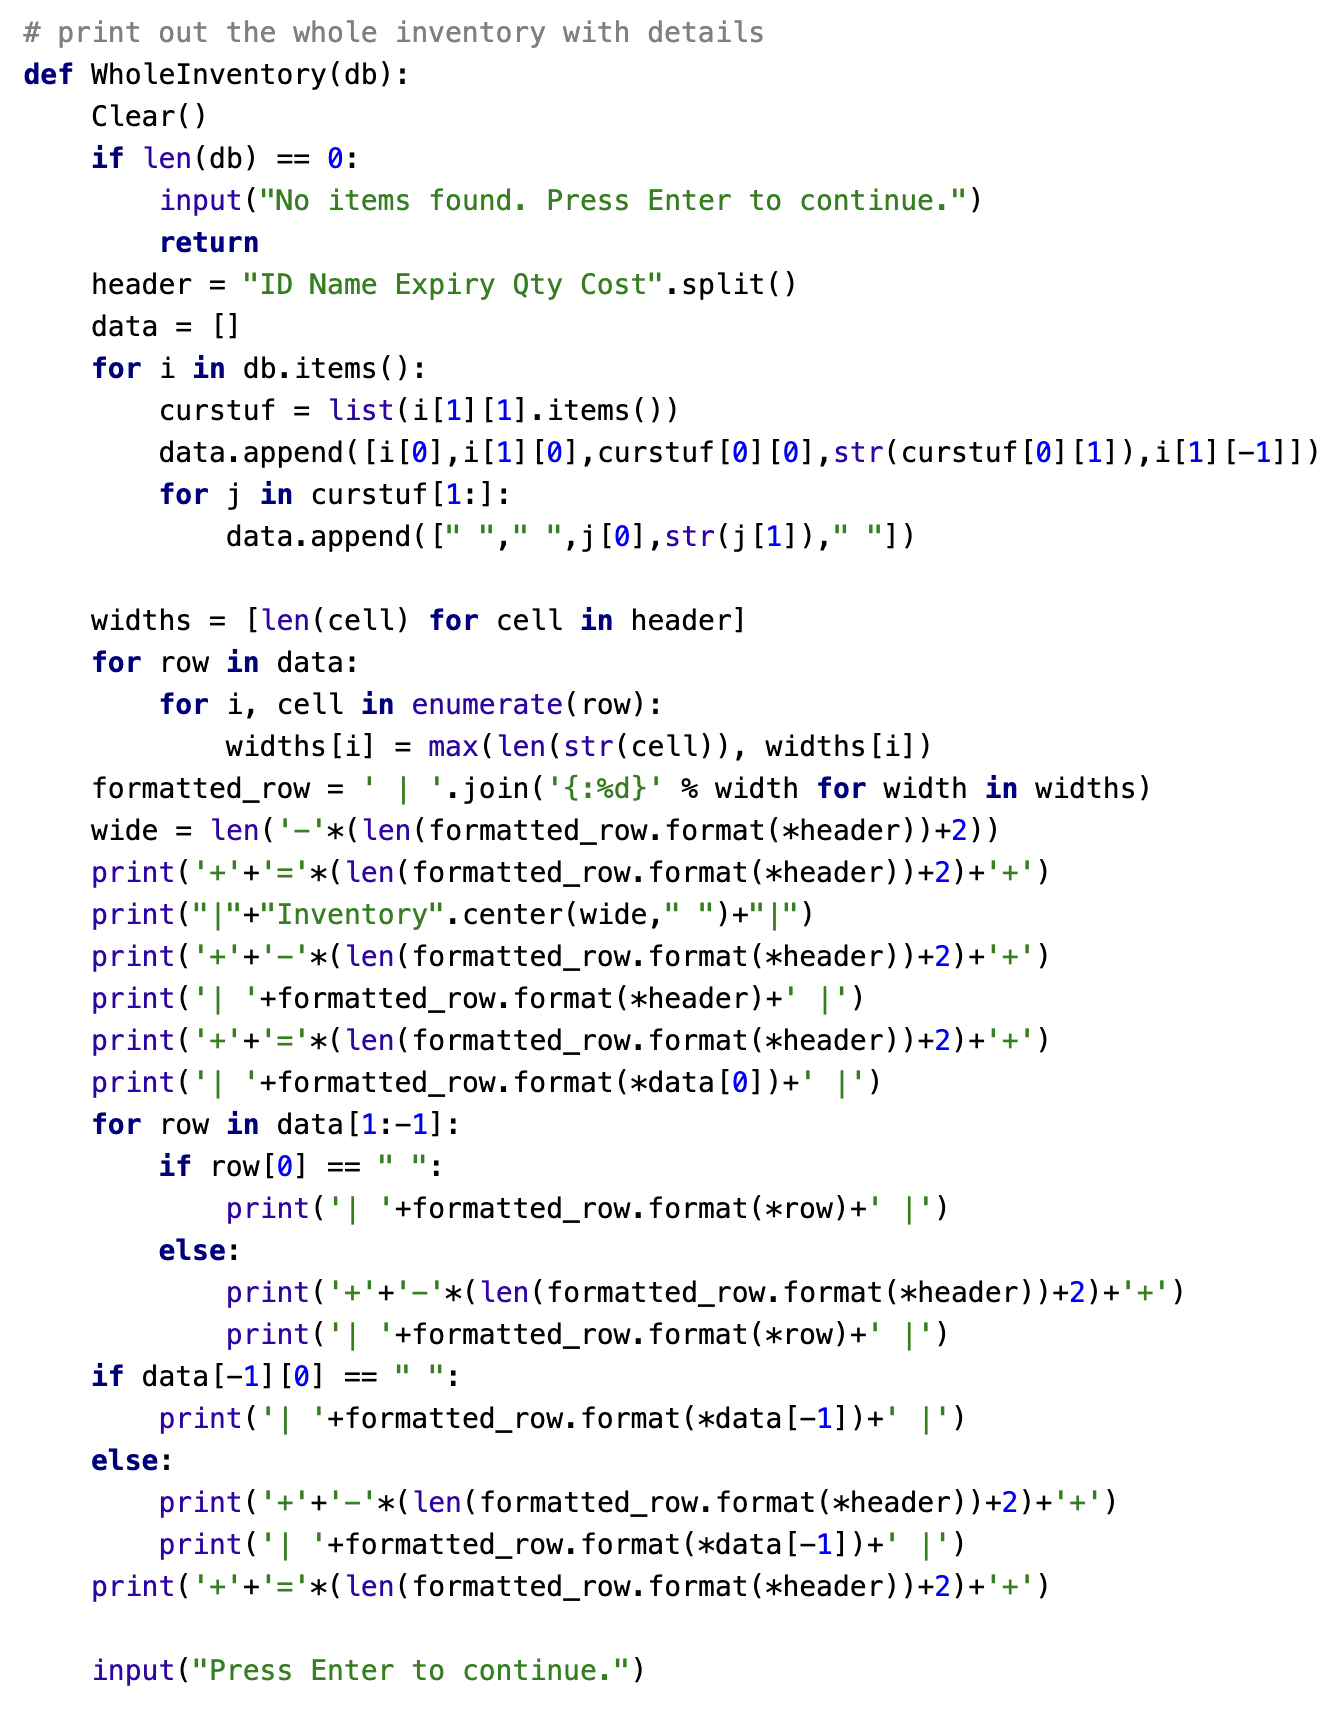 # print out the whole inventory with details
def WholeInventory(db):
    Clear()
    if len(db) == 0:
        input("No items found. Press Enter to continue.")
        return
    header = "ID Name Expiry Qty Cost".split()
    data = []
    for i in db.items():
        curstuf = list(i[1][1].items())
        data.append([i[0],i[1][0],curstuf[0][0],str(curstuf[0][1]),i[1][-1]])
        for j in curstuf[1:]:
            data.append([" "," ",j[0],str(j[1])," "])

    widths = [len(cell) for cell in header]
    for row in data:
        for i, cell in enumerate(row):
            widths[i] = max(len(str(cell)), widths[i])
    formatted_row = ' | '.join('{:%d}' % width for width in widths)
    wide = len('-'*(len(formatted_row.format(*header))+2))
    print('+'+'='*(len(formatted_row.format(*header))+2)+'+')
    print("|"+"Inventory".center(wide," ")+"|")
    print('+'+'-'*(len(formatted_row.format(*header))+2)+'+')
    print('| '+formatted_row.format(*header)+' |')
    print('+'+'='*(len(formatted_row.format(*header))+2)+'+')
    print('| '+formatted_row.format(*data[0])+' |')
    for row in data[1:-1]:
        if row[0] == " ":
            print('| '+formatted_row.format(*row)+' |')
        else:
            print('+'+'-'*(len(formatted_row.format(*header))+2)+'+')
            print('| '+formatted_row.format(*row)+' |')
    if data[-1][0] == " ":
        print('| '+formatted_row.format(*data[-1])+' |')
    else:
        print('+'+'-'*(len(formatted_row.format(*header))+2)+'+')
        print('| '+formatted_row.format(*data[-1])+' |')
    print('+'+'='*(len(formatted_row.format(*header))+2)+'+')

    input("Press Enter to continue.")